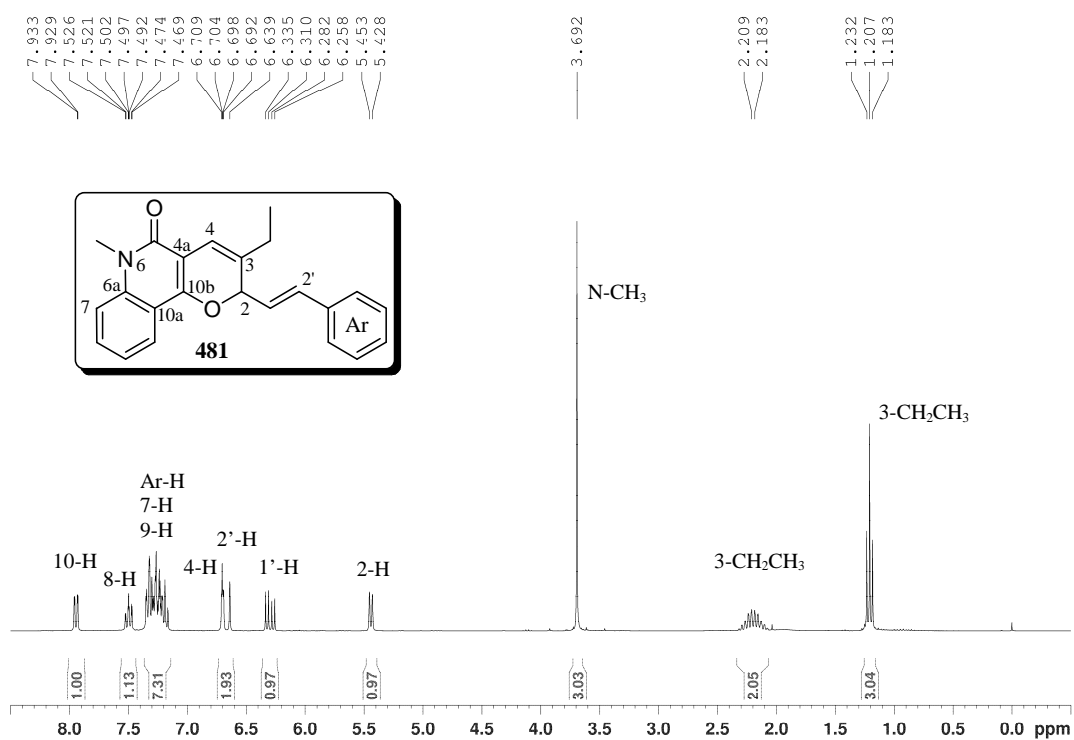 7.933
7.929
7.526
7.521
7.502
7.497
7.492
7.474
7.469
6.709
6.704
6.698
6.692
6.639
6.335
6.310
6.282
6.258
5.453
5.428
3.692
2.209
2.183
1.232
1.207
1.183
O
4
4a
N
6
3
6a
10b
2'
7
10a
O
2
Ar
481
N-CH₃
3-CH₂CH₃
Ar-H
7-H
9-H
2’-H
10-H
8-H
4-H
1’-H
2-H
3-CH₂CH₃
1.00
1.13
7.31
1.93
0.97
0.97
3.03
2.05
3.04
8.0 7.5 7.0 6.5 6.0 5.5 5.0 4.5 4.0 3.5 3.0 2.5 2.0 1.5 1.0 0.5 0.0 ppm